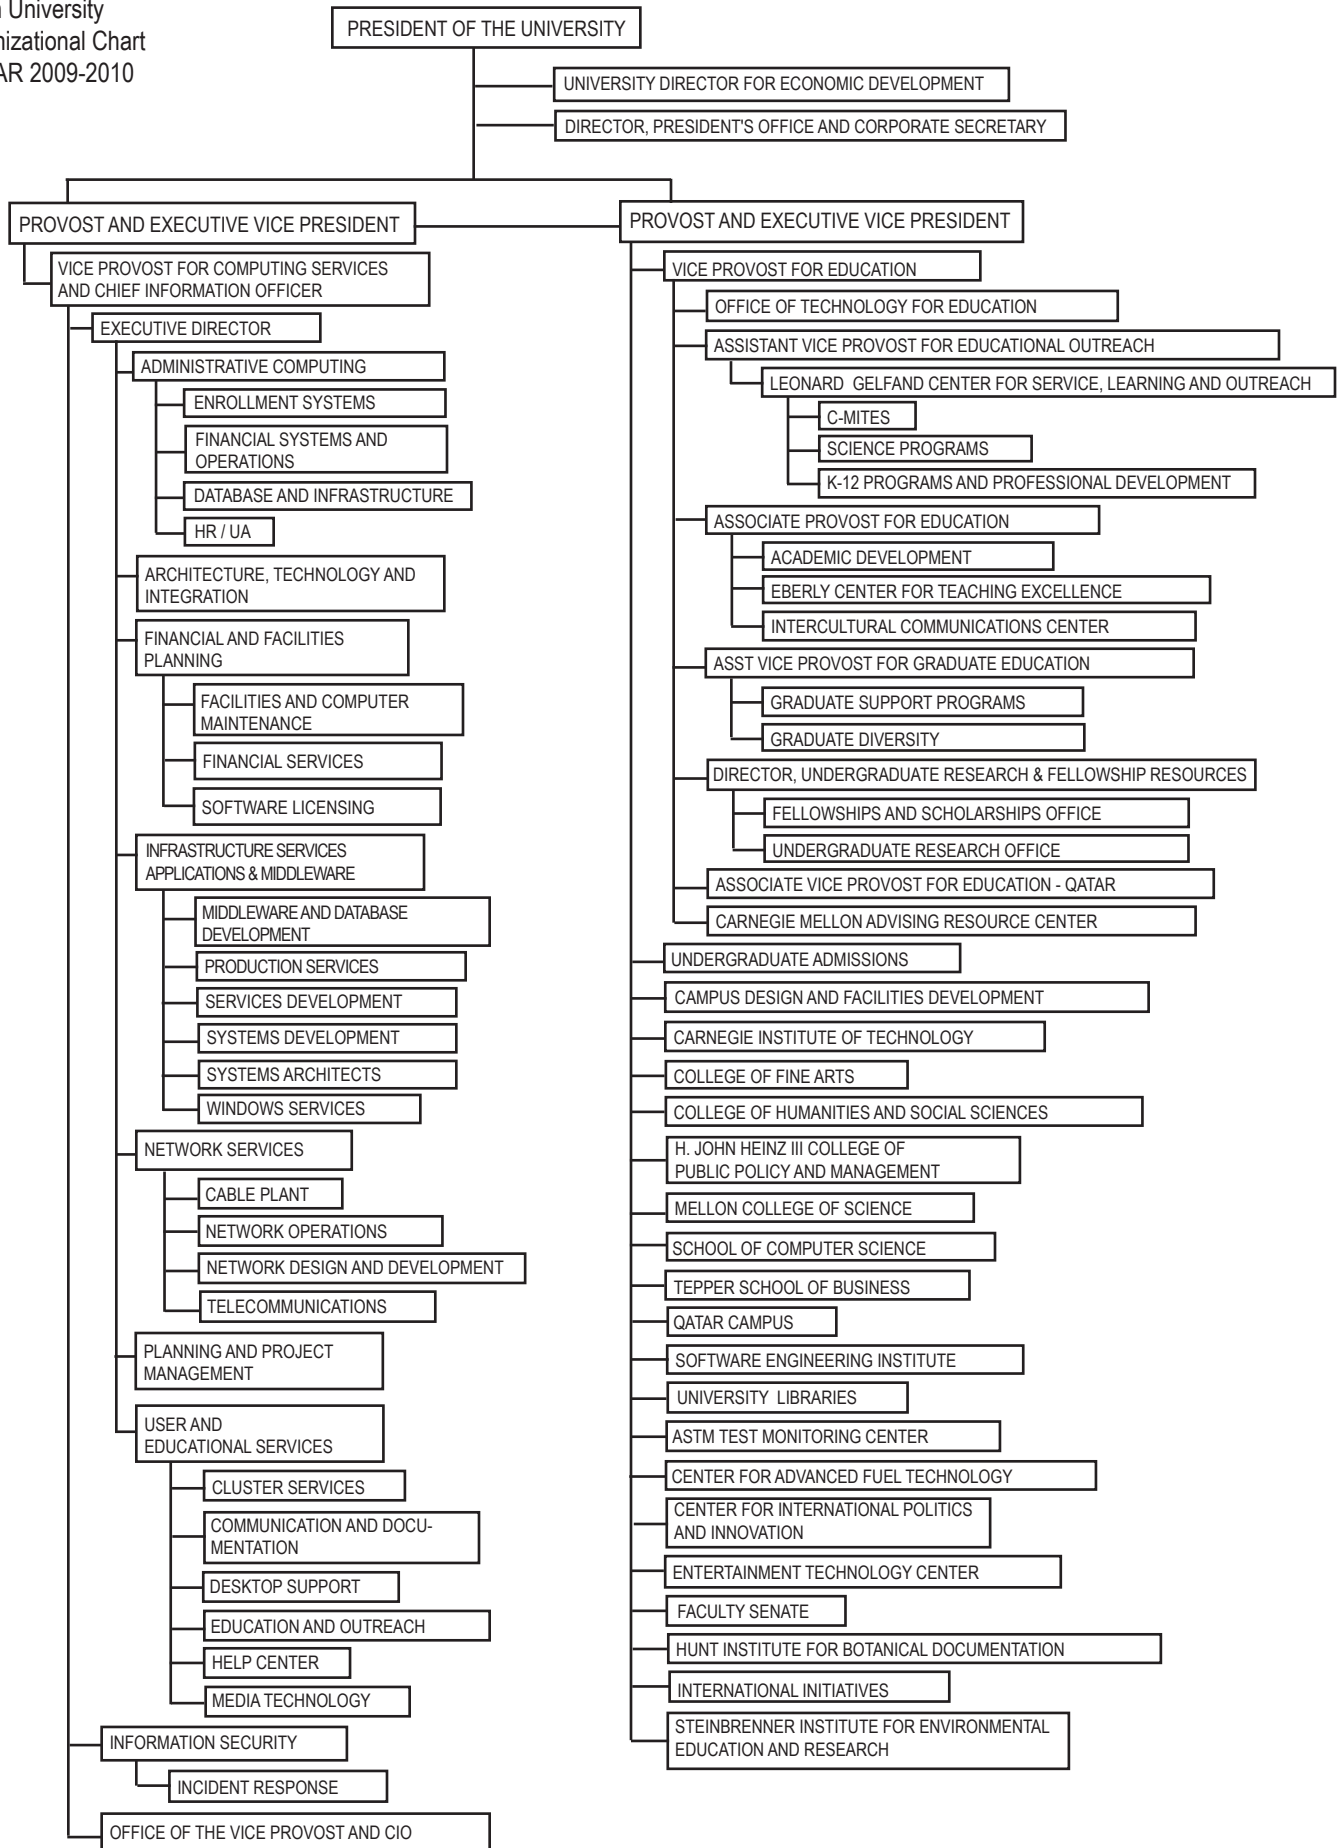 University
Organizational Chart
2009-2010
PRESIDENT OF THE UNIVERSITY
UNIVERSITY DIRECTOR FOR ECONOMIC DEVELOPMENT
DIRECTOR, PRESIDENT'S OFFICE AND CORPORATE SECRETARY
PROVOST AND EXECUTIVE VICE PRESIDENT
VICE PROVOST FOR COMPUTING SERVICES
AND CHIEF INFORMATION OFFICER
EXECUTIVE DIRECTOR
ADMINISTRATIVE COMPUTING
ENROLLMENT SYSTEMS
FINANCIAL SYSTEMS AND
OPERATIONS
DATABASE AND INFRASTRUCTURE
HR / UA
ARCHITECTURE, TECHNOLOGY AND
INTEGRATION
FINANCIAL AND FACILITIES
PLANNING
FACILITIES AND COMPUTER
MAINTENANCE
FINANCIAL SERVICES
SOFTWARE LICENSING
INFRASTRUCTURE SERVICES
APPLICATIONS & MIDDLEWARE
MIDDLEWARE AND DATABASE
DEVELOPMENT
PRODUCTION SERVICES
SERVICES DEVELOPMENT
SYSTEMS DEVELOPMENT
SYSTEMS ARCHITECTS
WINDOWS SERVICES
NETWORK SERVICES
CABLE PLANT
NETWORK OPERATIONS
NETWORK DESIGN AND DEVELOPMENT
TELECOMMUNICATIONS
PLANNING AND PROJECT
MANAGEMENT
USER AND
EDUCATIONAL SERVICES
CLUSTER SERVICES
COMMUNICATION AND DOCU-
MENTATION
DESKTOP SUPPORT
EDUCATION AND OUTREACH
HELP CENTER
MEDIA TECHNOLOGY
INFORMATION SECURITY
INCIDENT RESPONSE
OFFICE OF THE VICE PROVOST AND CIO
PROVOST AND EXECUTIVE VICE PRESIDENT
VICE PROVOST FOR EDUCATION
OFFICE OF TECHNOLOGY FOR EDUCATION
ASSISTANT VICE PROVOST FOR EDUCATIONAL OUTREACH
LEONARD GELFAND CENTER FOR SERVICE, LEARNING AND OUTREACH
C-MITES
SCIENCE PROGRAMS
K-12 PROGRAMS AND PROFESSIONAL DEVELOPMENT
ASSOCIATE PROVOST FOR EDUCATION
ACADEMIC DEVELOPMENT
EBERLY CENTER FOR TEACHING EXCELLENCE
INTERCULTURAL COMMUNICATIONS CENTER
ASST VICE PROVOST FOR GRADUATE EDUCATION
GRADUATE SUPPORT PROGRAMS
GRADUATE DIVERSITY
DIRECTOR, UNDERGRADUATE RESEARCH & FELLOWSHIP RESOURCES
FELLOWSHIPS AND SCHOLARSHIPS OFFICE
UNDERGRADUATE RESEARCH OFFICE
ASSOCIATE VICE PROVOST FOR EDUCATION - QATAR
CARNEGIE MELLON ADVISING RESOURCE CENTER
UNDERGRADUATE ADMISSIONS
CAMPUS DESIGN AND FACILITIES DEVELOPMENT
CARNEGIE INSTITUTE OF TECHNOLOGY
COLLEGE OF FINE ARTS
COLLEGE OF HUMANITIES AND SOCIAL SCIENCES
H. JOHN HEINZ III COLLEGE OF
PUBLIC POLICY AND MANAGEMENT
MELLON COLLEGE OF SCIENCE
SCHOOL OF COMPUTER SCIENCE
TEPPER SCHOOL OF BUSINESS
QATAR CAMPUS
SOFTWARE ENGINEERING INSTITUTE
UNIVERSITY LIBRARIES
ASTM TEST MONITORING CENTER
CENTER FOR ADVANCED FUEL TECHNOLOGY
CENTER FOR INTERNATIONAL POLITICS
AND INNOVATION
ENTERTAINMENT TECHNOLOGY CENTER
FACULTY SENATE
HUNT INSTITUTE FOR BOTANICAL DOCUMENTATION
INTERNATIONAL INITIATIVES
STEINBRENNER INSTITUTE FOR ENVIRONMENTAL
EDUCATION AND RESEARCH